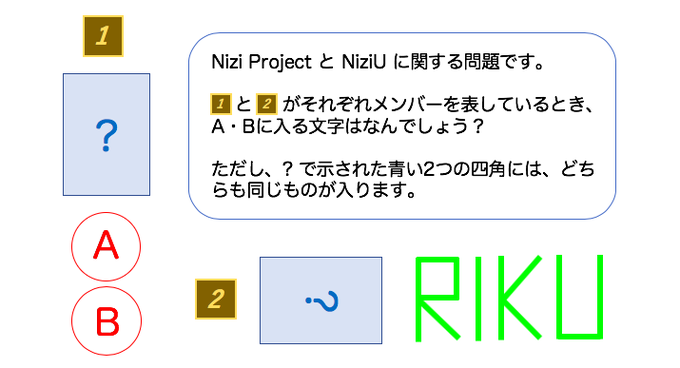 1
?
A
B
Nizi Project と NiziU に関する問題です。
1 と 2 がそれぞれメンバーを表しているとき、
A・Bに入る文字はなんでしょう？
ただし、? で示された青い2つの四角には、どち
らも同じものが入ります。
2
?
RIKU